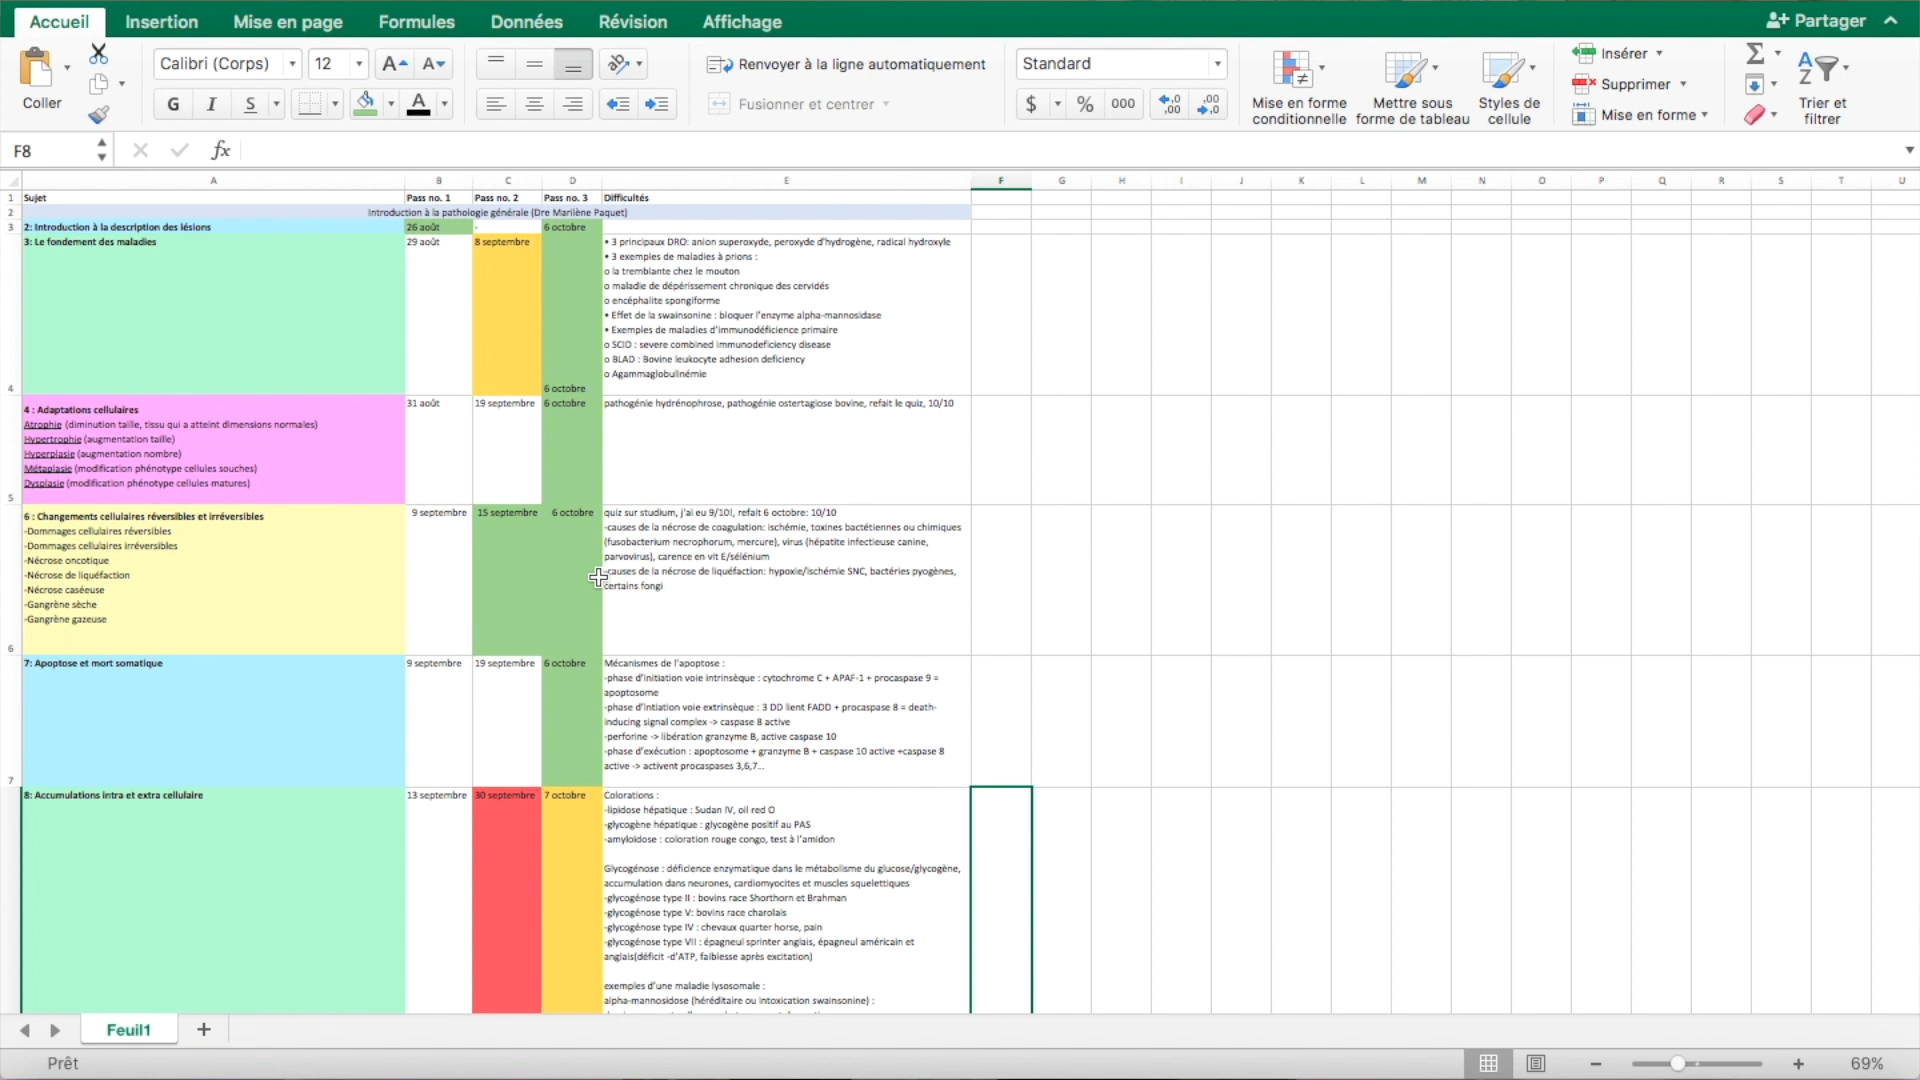 Accueil Insertion Mise en page Formules Données Révision Affichage Partager
Coller Calibri (Corps) 12 A A Renvoyer à la ligne automatiquement Standard Insérer
G I S A Fusionner et centrer $ % 000 Supprimer
Mise en forme conditionnelle Mettre sous forme de tableau Styles de cellule Mise en forme Trier et filtrer
F8 fx
A B C D E F G H I J K L M N O P Q R S T U
1 Sujet Pass no. 1 Pass no. 2 Pass no. 3 Difficultés
2 Introduction à la pathologie générale (Dre Marilène Paquet)
3 2: Introduction à la description des lésions 26 août - 6 octobre
3: Le fondement des maladies 29 août 8 septembre • 3 principaux DRO: anion superoxyde, peroxyde d'hydrogène, radical hydroxyle
• 3 exemples de maladies à prions :
o la tremblante chez le mouton
o maladie de dépérissement chronique des cervidés
o encéphalite spongiforme
• Effet de la swainsonine : bloquer l'enzyme alpha-mannosidase
• Exemples de maladies d'immunodéficience primaire
o SCID : severe combined immunodeficiency disease
o BLAD : Bovine leukocyte adhesion deficiency
o Agammaglobulinémie
4 6 octobre
4 : Adaptations cellulaires 31 août 19 septembre 6 octobre pathogénie hydrénophrose, pathogénie ostertagiose bovine, refait le quiz, 10/10
Atrophie (diminution taille, tissu qui a atteint dimensions normales)
Hypertrophie (augmentation taille)
Hyperplasie (augmentation nombre)
Métaplasie (modification phénotype cellules souches)
Dysplasie (modification phénotype cellules matures)
5
6 : Changements cellulaires réversibles et irréversibles 9 septembre 15 septembre 6 octobre quiz sur studium, j'ai eu 9/10!, refait 6 octobre: 10/10
-Dommages cellulaires réversibles -causes de la nécrose de coagulation: ischémie, toxines bactétiennes ou chimiques
-Dommages cellulaires irréversibles (fusobacterium necrophorum, mercure), virus (hépatite infectieuse canine,
-Nécrose oncotique parvovirus), carence en vit E/sélénium
-Nécrose de liquéfaction -causes de la nécrose de liquéfaction: hypoxie/ischémie SNC, bactéries pyogènes,
-Nécrose caséeuse certains fongi
-Gangrène sèche
-Gangrène gazeuse
6
7: Apoptose et mort somatique 9 septembre 19 septembre 6 octobre Mécanismes de l'apoptose :
-phase d'initiation voie intrinsèque : cytochrome C + APAF-1 + procaspase 9 =
apoptosome
-phase d'intiation voie extrinsèque : 3 DD lient FADD + procaspase 8 = death-
inducing signal complex -> caspase 8 active
-perforine -> libération granzyme B, active caspase 10
-phase d'exécution : apoptosome + granzyme B + caspase 10 active +caspase 8
active -> activent procaspases 3,6,7...
7
8: Accumulations intra et extra cellulaire 13 septembre 30 septembre 7 octobre Colorations :
-lipidose hépatique : Sudan IV, oil red O
-glycogène hépatique : glycogène positif au PAS
-amyloïdose : coloration rouge congo, test à l'amidon
Glycogénose : déficience enzymatique dans le métabolisme du glucose/glycogène,
accumulation dans neurones, cardiomyocites et muscles squelettiques
-glycogénose type II : bovins race Shorthorn et Brahman
-glycogénose type V: bovins race charolais
-glycogénose type IV : chevaux quarter horse, pain
-glycogénose type VII : épagneul sprinter anglais, épagneul américain et
anglais(déficit -d'ATP, faiblesse après excitation)
exemples d'une maladie lysosomale :
alpha-mannosidose (héréditaire ou intoxication swainsonine) :
Feuil1 +
Prêt 69%